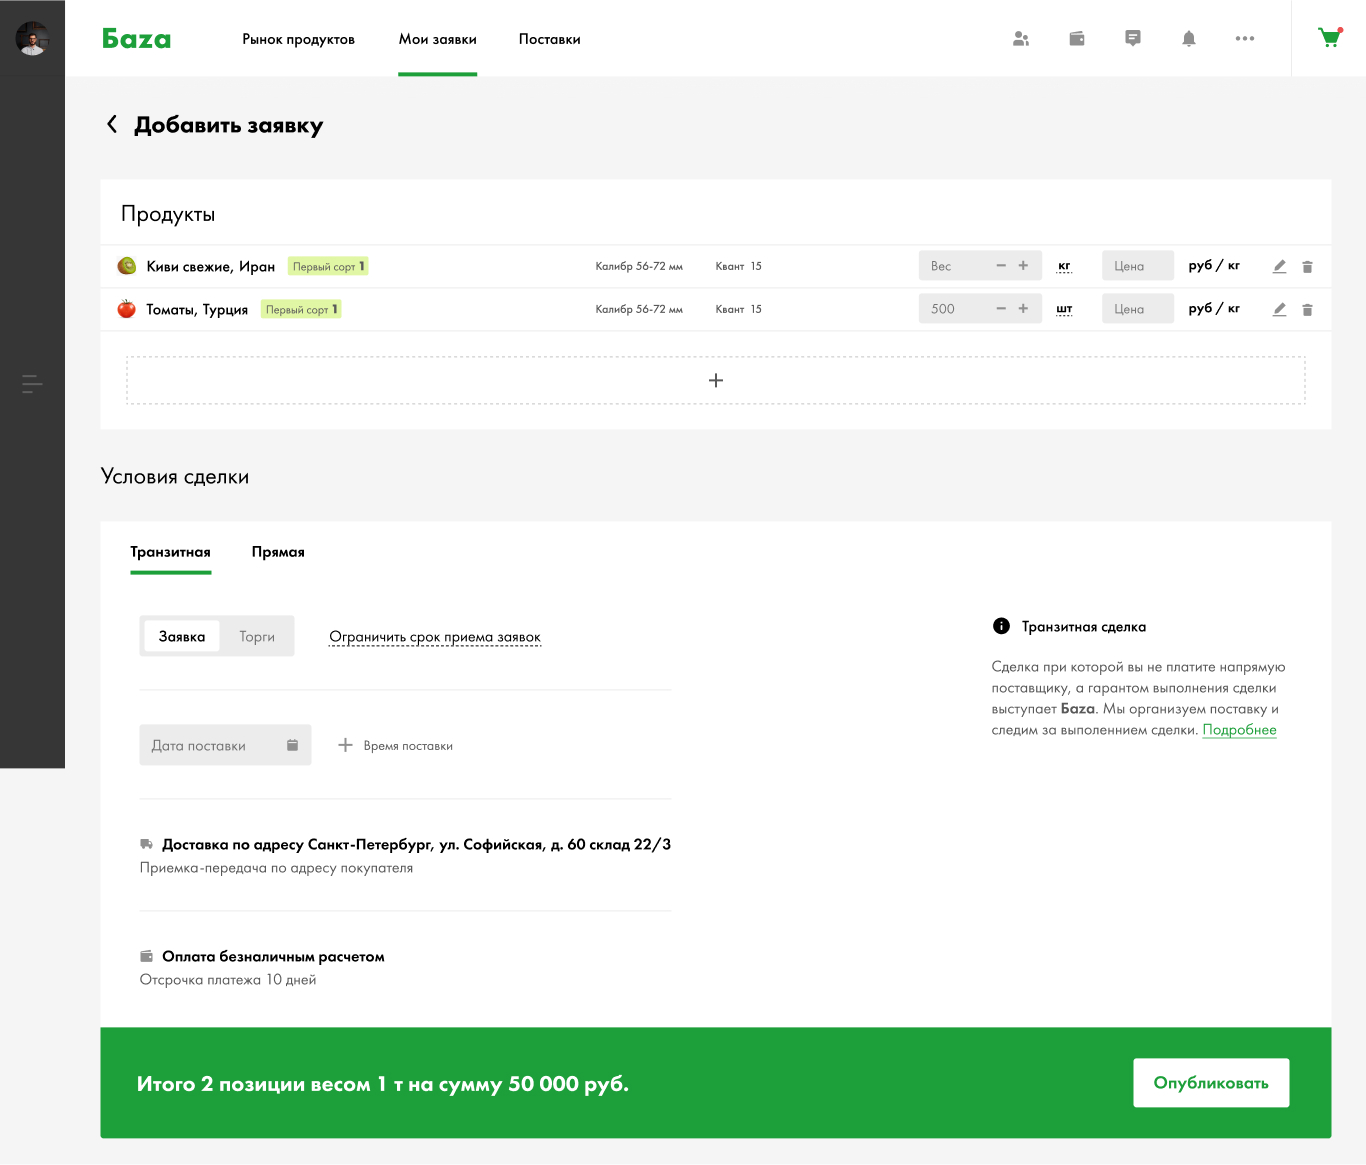 Баzа
Рынок продуктов
Мои заявки
Поставки
Добавить заявку
Продукты
Киви свежие, Иран Первый сорт 1 Калибр 56-72 мм Квант 15 Вес кг Цена руб / кг
Томаты, Турция Первый сорт 1 Калибр 56-72 мм Квант 15 500 шт Цена руб / кг
Условия сделки
Транзитная Прямая
Заявка Торги Ограничить срок приема заявок
Дата поставки Время поставки
Доставка по адресу Санкт-Петербург, ул. Софийская, д. 60 склад 22/3
Приемка-передача по адресу покупателя
Оплата безналичным расчетом
Отсрочка платежа 10 дней
Транзитная сделка
Сделка при которой вы не платите напрямую
поставщику, а гарантом выполнения сделки
выступает Баzа. Мы организуем поставку и
следим за выполеннием сделки. Подробнее
Итого 2 позиции весом 1 т на сумму 50 000 руб.
Опубликовать